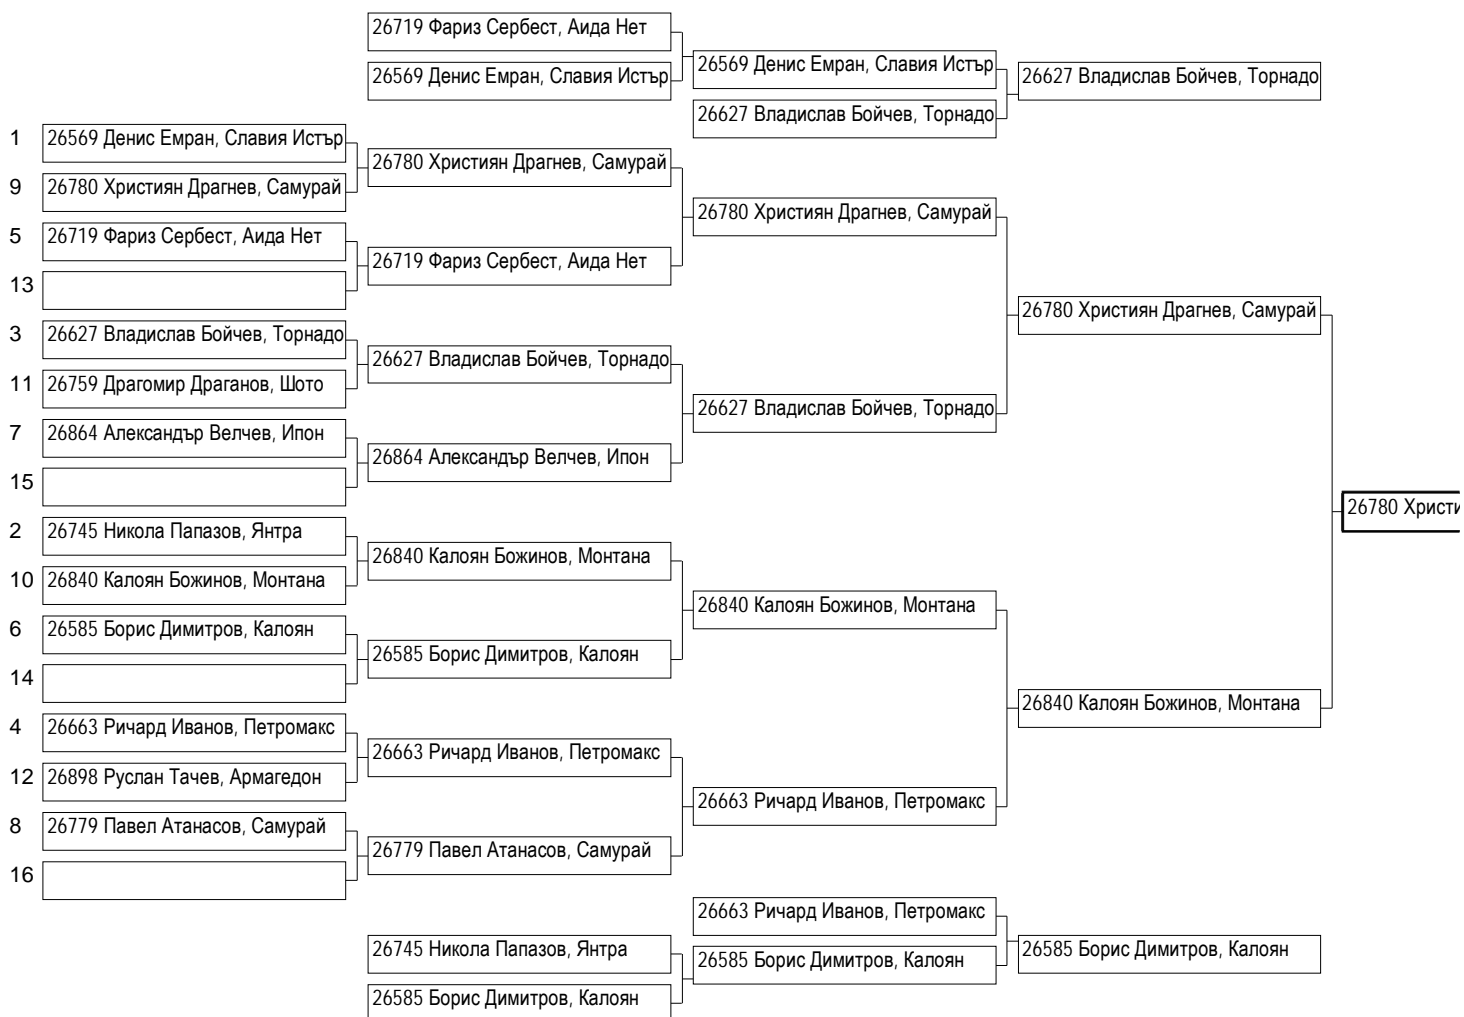 26719 Фариз Сербест, Аида Нет
26569 Денис Емран, Славия Истър
26569 Денис Емран, Славия Истър
26627 Владислав Бойчев, Торнадо
26627 Владислав Бойчев, Торнадо
1 26569 Денис Емран, Славия Истър
9 26780 Християн Драгнев, Самурай
5 26719 Фариз Сербест, Аида Нет
13
3 26627 Владислав Бойчев, Торнадо
11 26759 Драгомир Драганов, Шото
7 26864 Александър Велчев, Ипон
15
2 26745 Никола Папазов, Янтра
10 26840 Калоян Божинов, Монтана
6 26585 Борис Димитров, Калоян
14
4 26663 Ричард Иванов, Петромакс
12 26898 Руслан Тачев, Армагедон
8 26779 Павел Атанасов, Самурай
16
26780 Християн Драгнев, Самурай
26719 Фариз Сербест, Аида Нет
26627 Владислав Бойчев, Торнадо
26864 Александър Велчев, Ипон
26840 Калоян Божинов, Монтана
26585 Борис Димитров, Калоян
26663 Ричард Иванов, Петромакс
26779 Павел Атанасов, Самурай
26780 Християн Драгнев, Самурай
26627 Владислав Бойчев, Торнадо
26840 Калоян Божинов, Монтана
26663 Ричард Иванов, Петромакс
26780 Християн Драгнев, Самурай
26840 Калоян Божинов, Монтана
26780 Христи
26745 Никола Папазов, Янтра
26585 Борис Димитров, Калоян
26663 Ричард Иванов, Петромакс
26585 Борис Димитров, Калоян
26585 Борис Димитров, Калоян